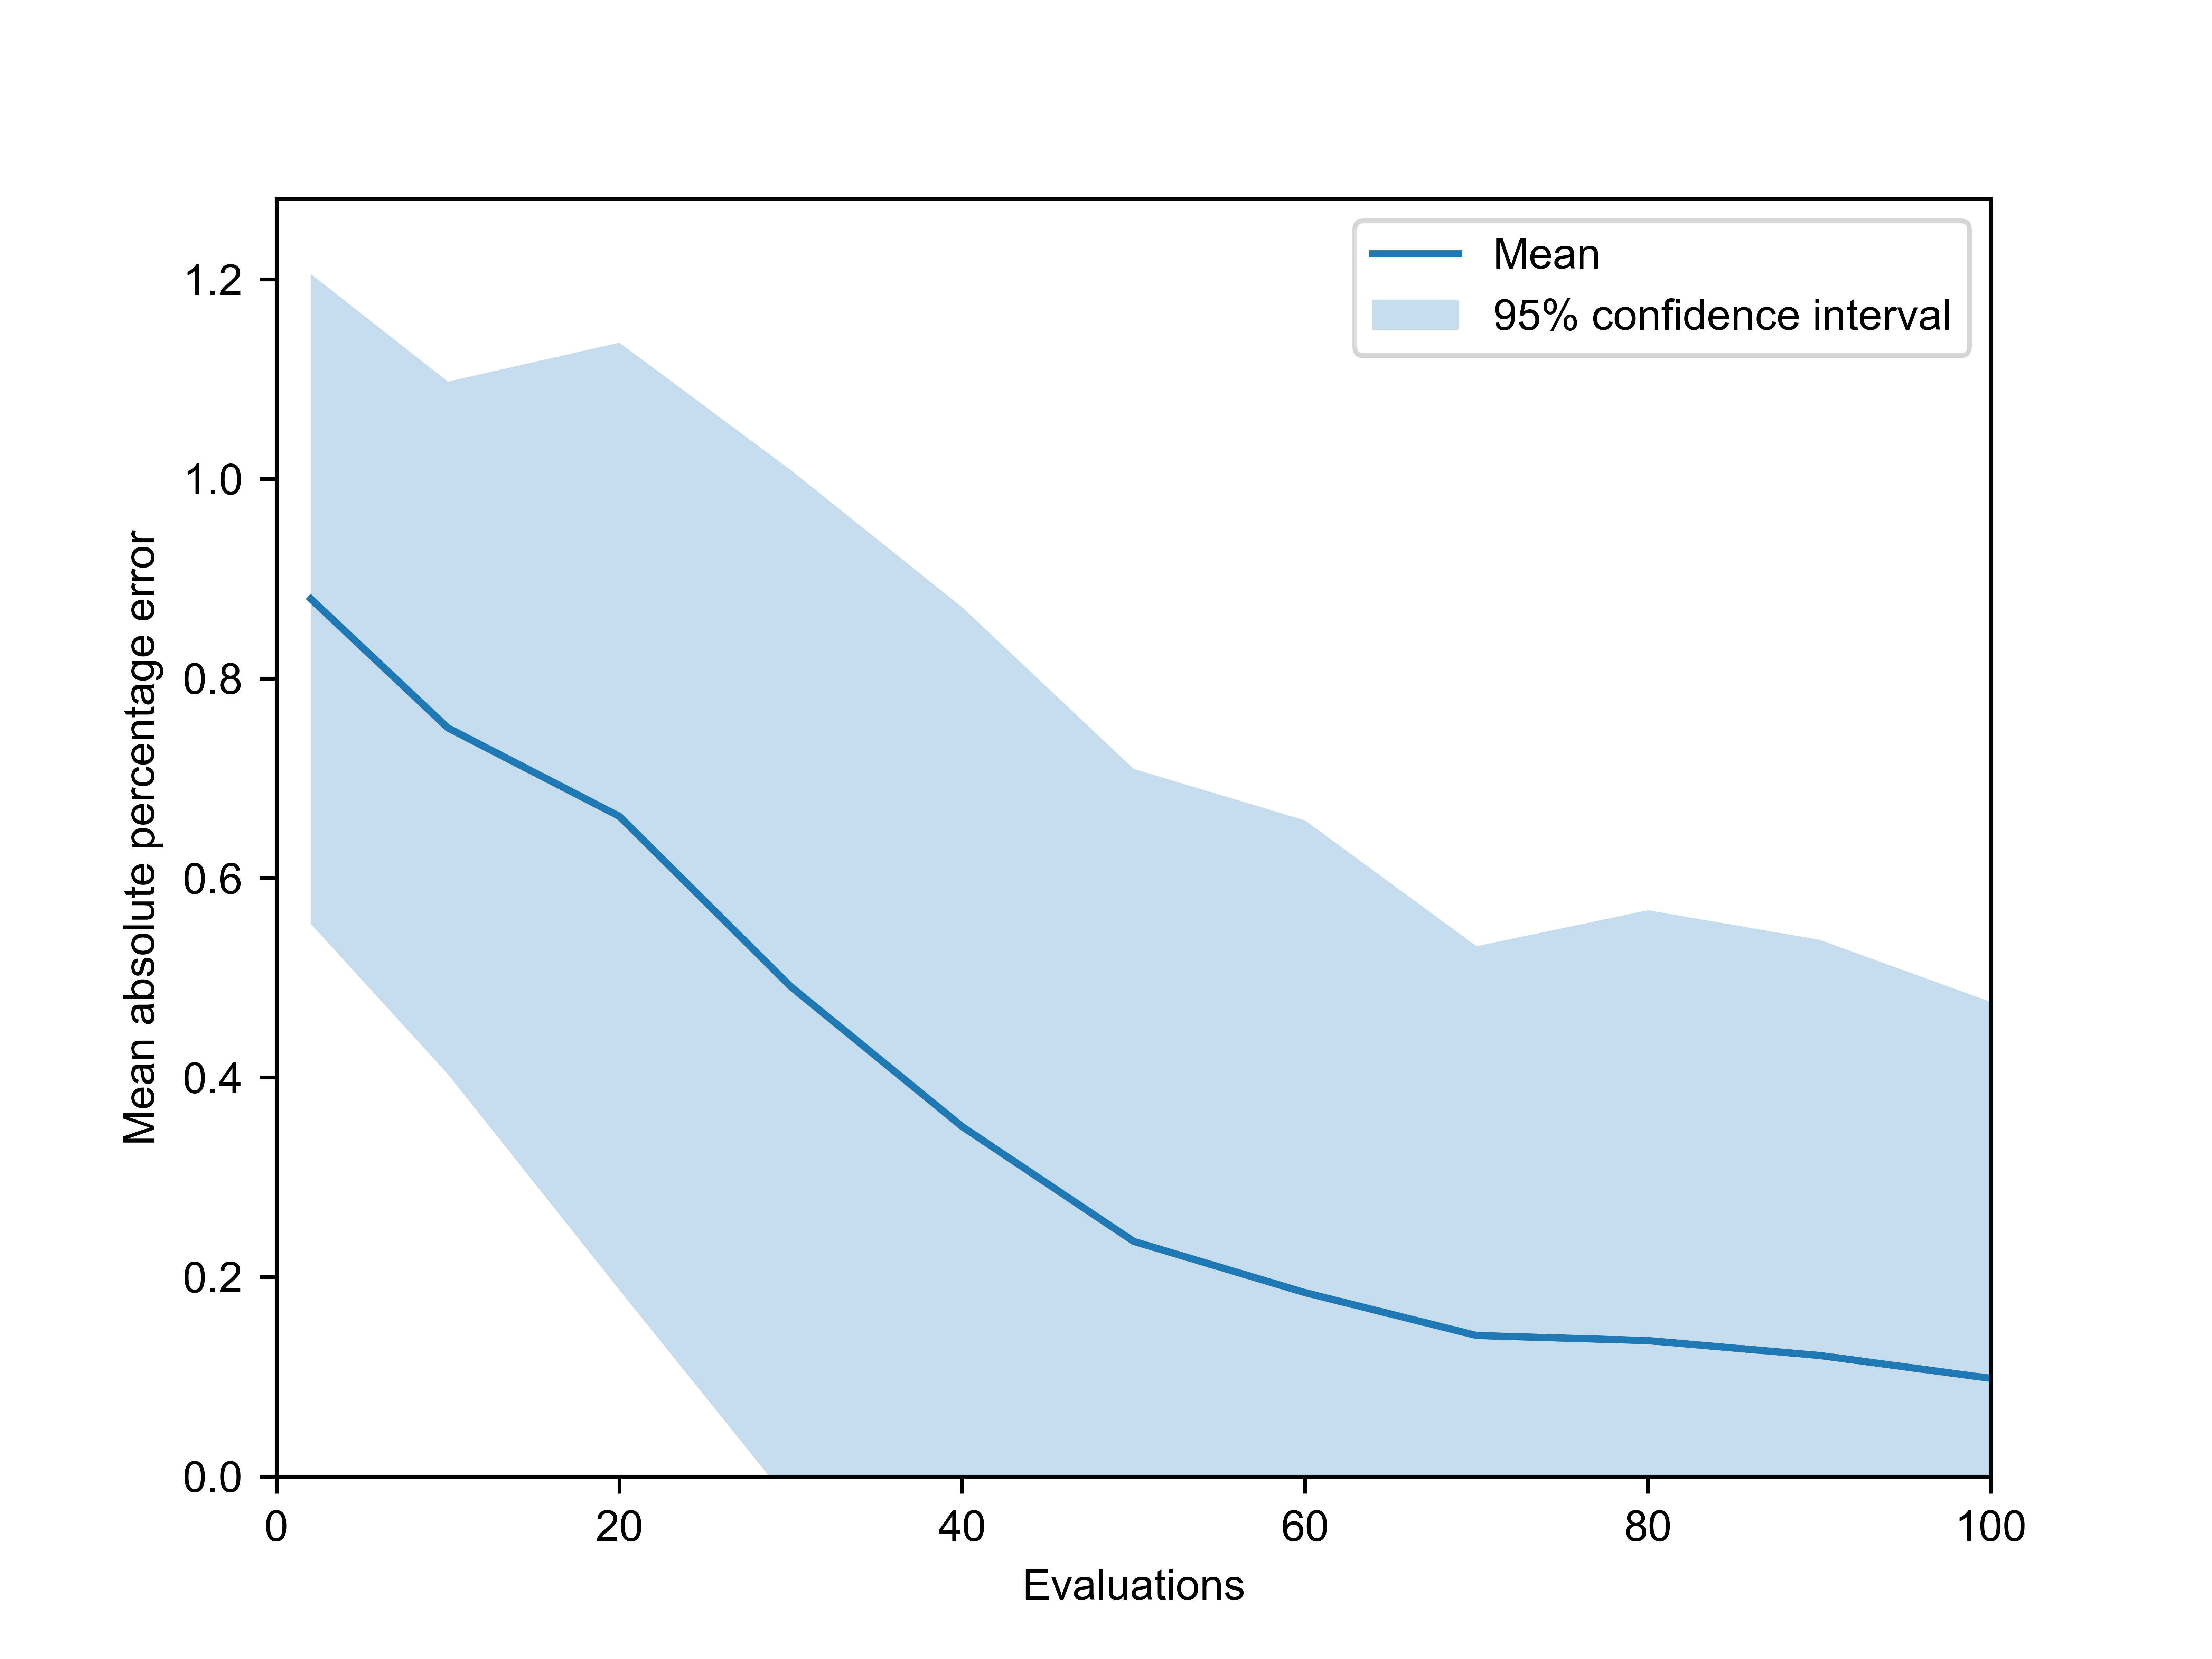 Mean
95% confidence interval
Mean absolute percentage error
1.2
1.0
0.8
0.6
0.4
0.2
0.0
0 20 40 60 80 100
Evaluations